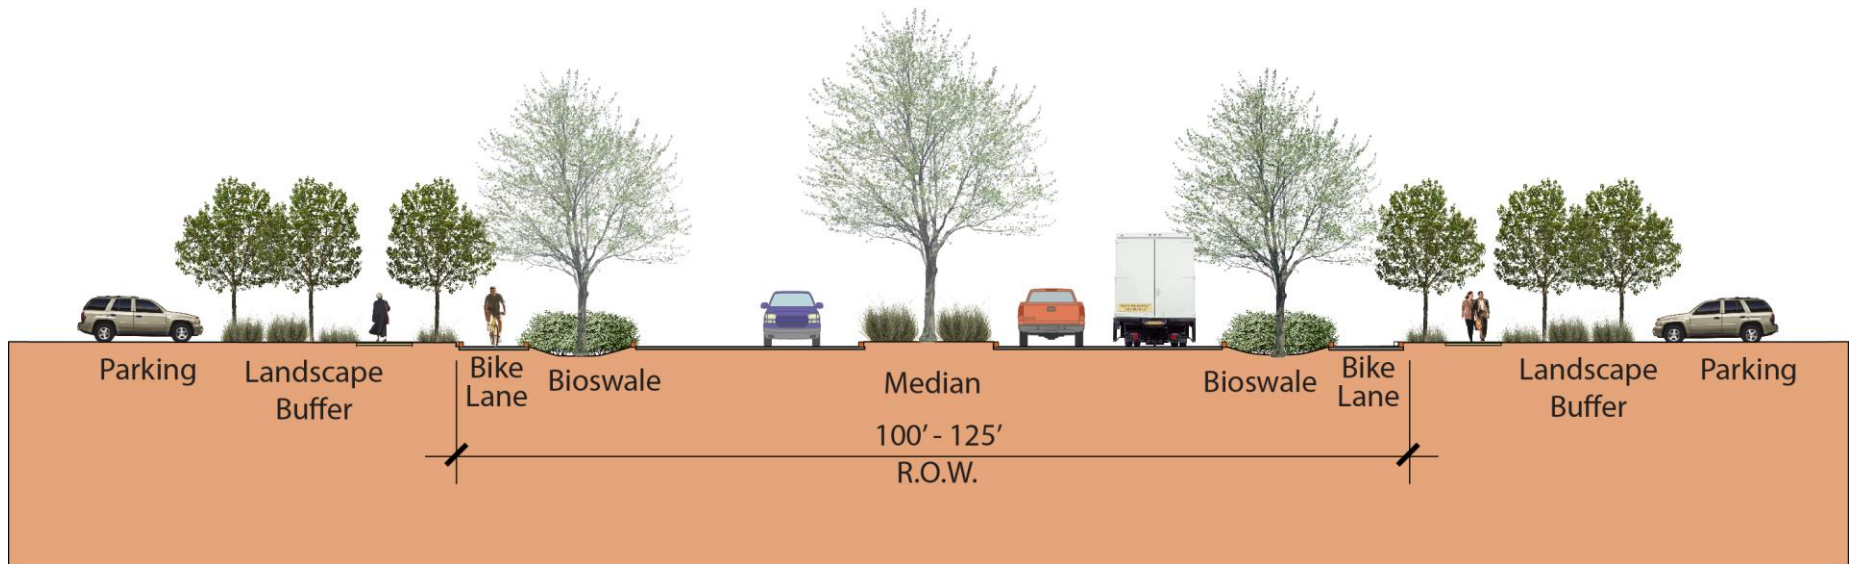 Parking
Landscape
Buffer
Bike
Lane
Bioswale
Median
Bioswale
Bike
Lane
Landscape
Buffer
Parking
100' - 125'
R.O.W.